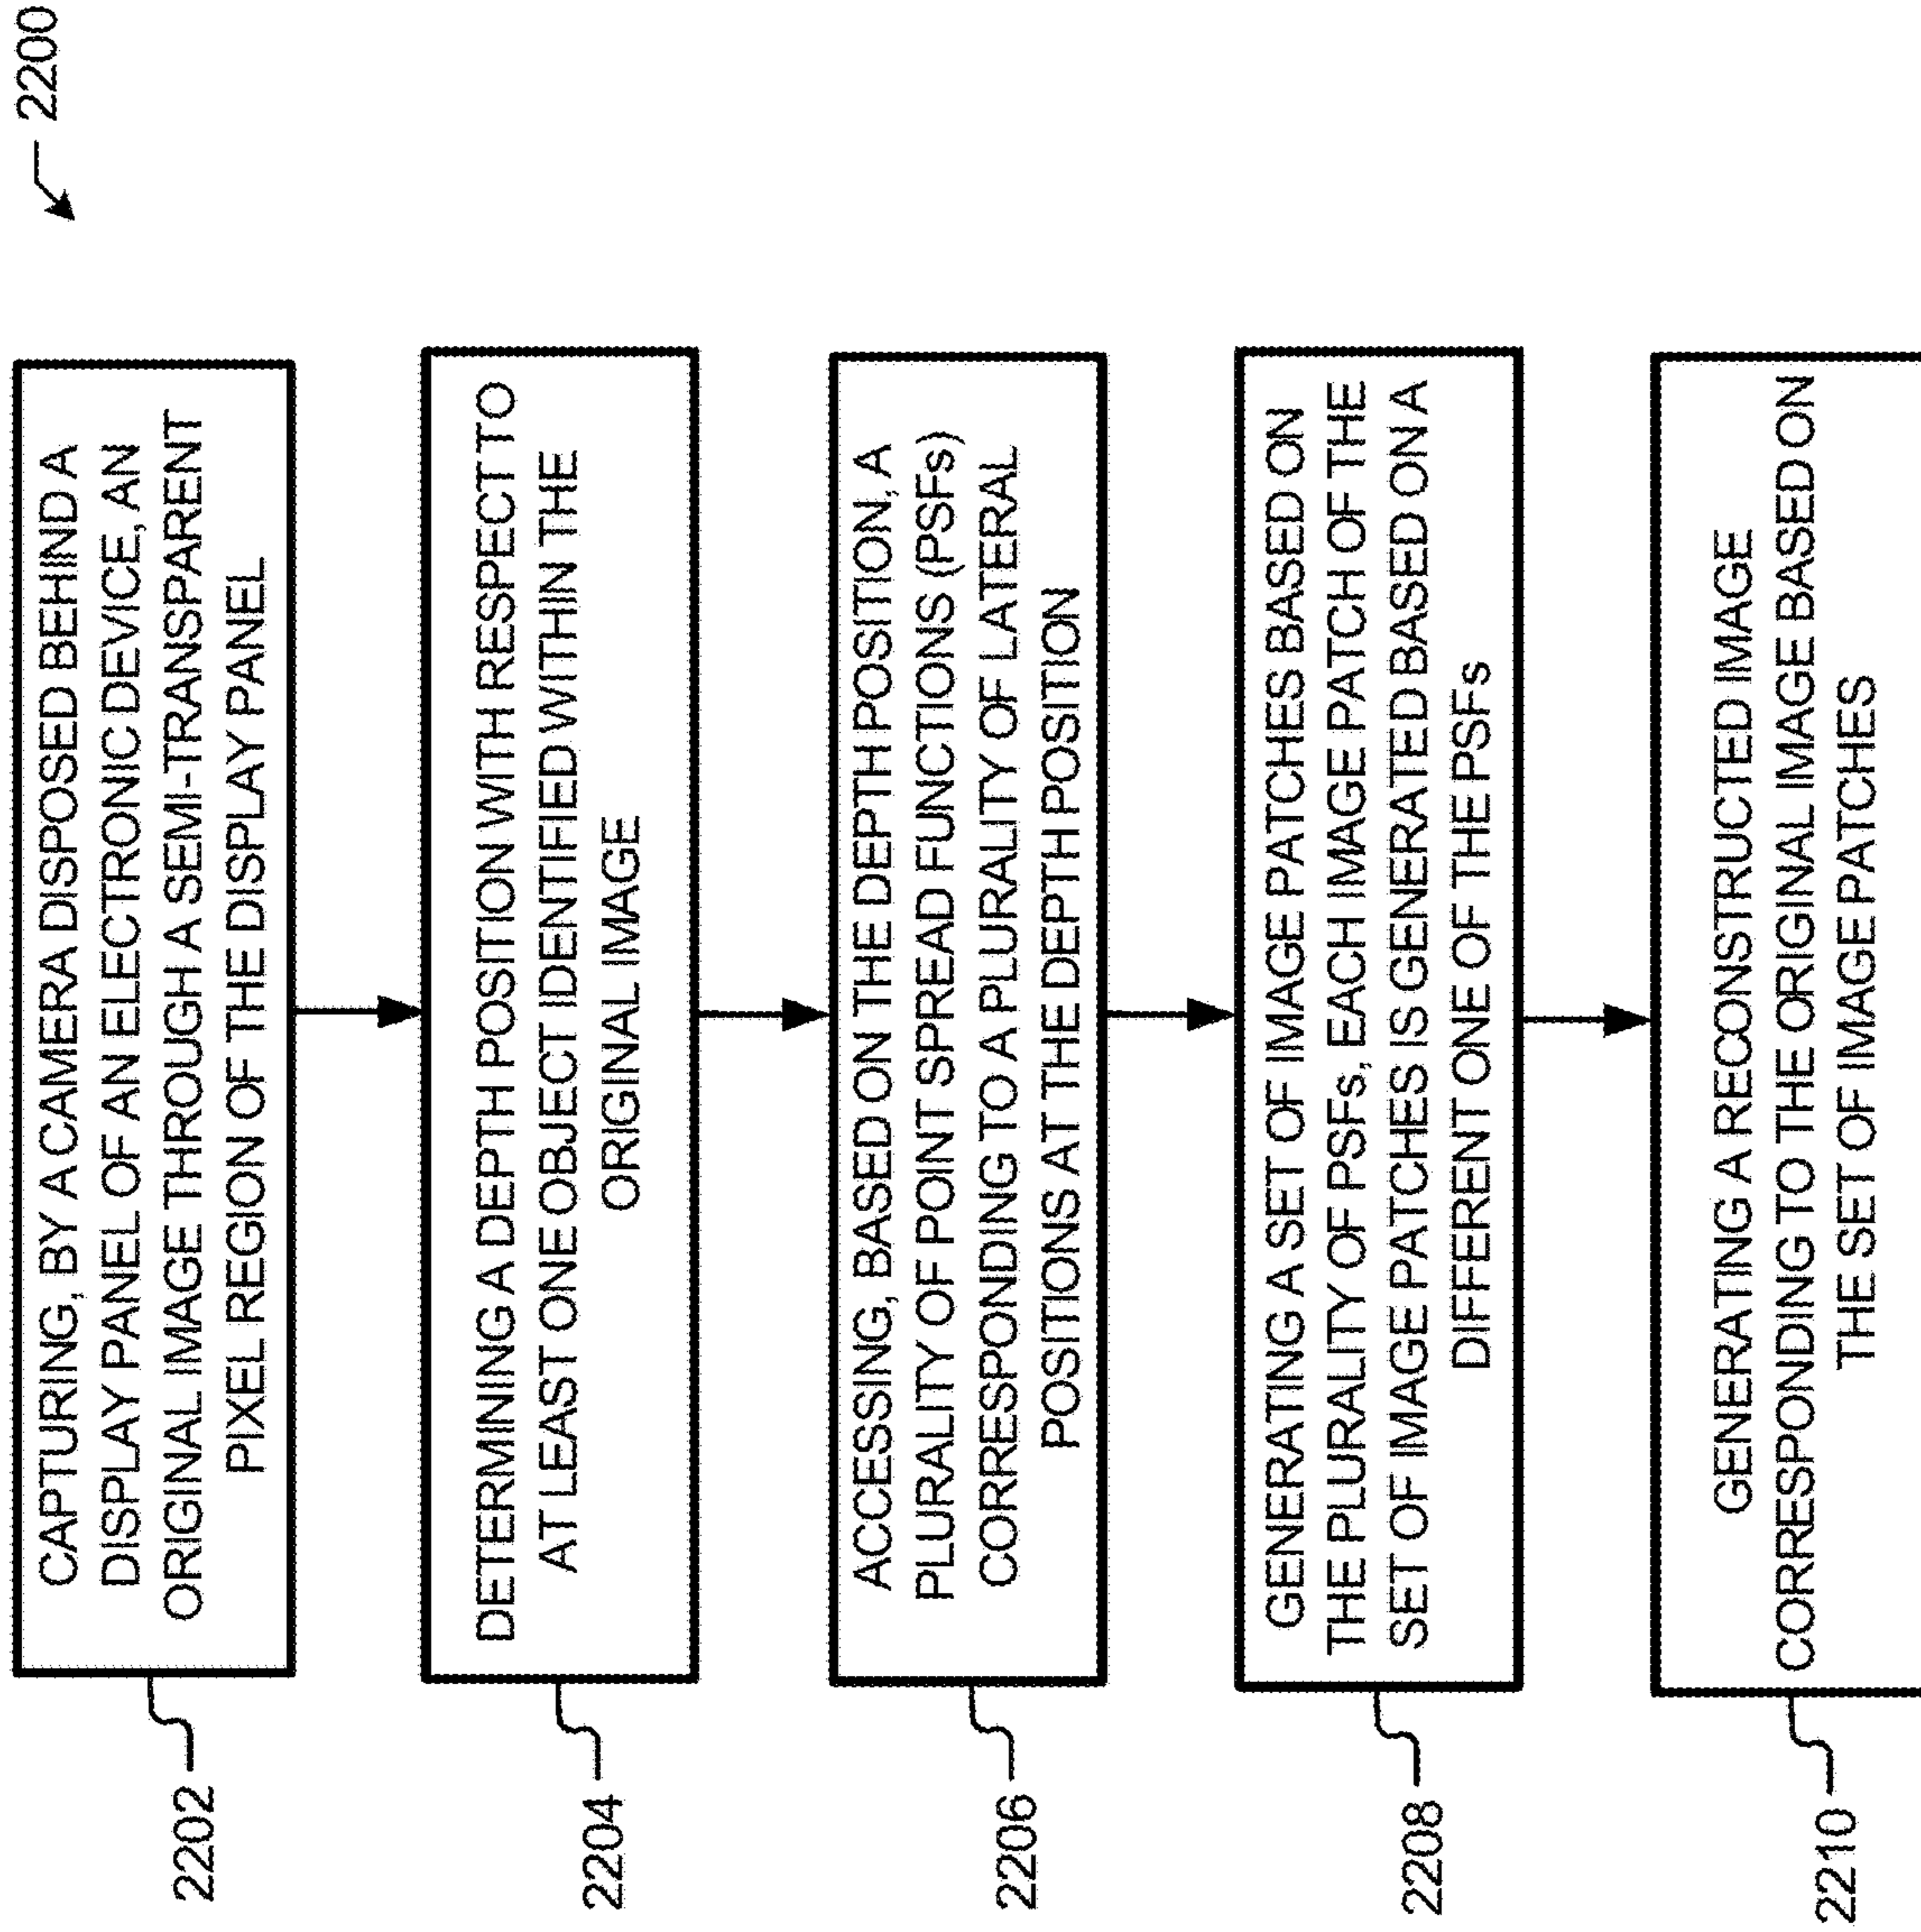 2200
2202
CAPTURING, BY A CAMERA DISPOSED BEHIND A
DISPLAY PANEL OF AN ELECTRONIC DEVICE, AN
ORIGINAL IMAGE THROUGH A SEMI-TRANSPARENT
PIXEL REGION OF THE DISPLAY PANEL
2204
DETERMINING A DEPTH POSITION WITH RESPECT TO
AT LEAST ONE OBJECT IDENTIFIED WITHIN THE
ORIGINAL IMAGE
2206
ACCESSING, BASED ON THE DEPTH POSITION, A
PLURALITY OF POINT SPREAD FUNCTIONS (PSFs)
CORRESPONDING TO A PLURALITY OF LATERAL
POSITIONS AT THE DEPTH POSITION
2208
GENERATING A SET OF IMAGE PATCHES BASED ON
THE PLURALITY OF PSFs, EACH IMAGE PATCH OF THE
SET OF IMAGE PATCHES IS GENERATED BASED ON A
DIFFERENT ONE OF THE PSFs
2210
GENERATING A RECONSTRUCTED IMAGE
CORRESPONDING TO THE ORIGINAL IMAGE BASED ON
THE SET OF IMAGE PATCHES